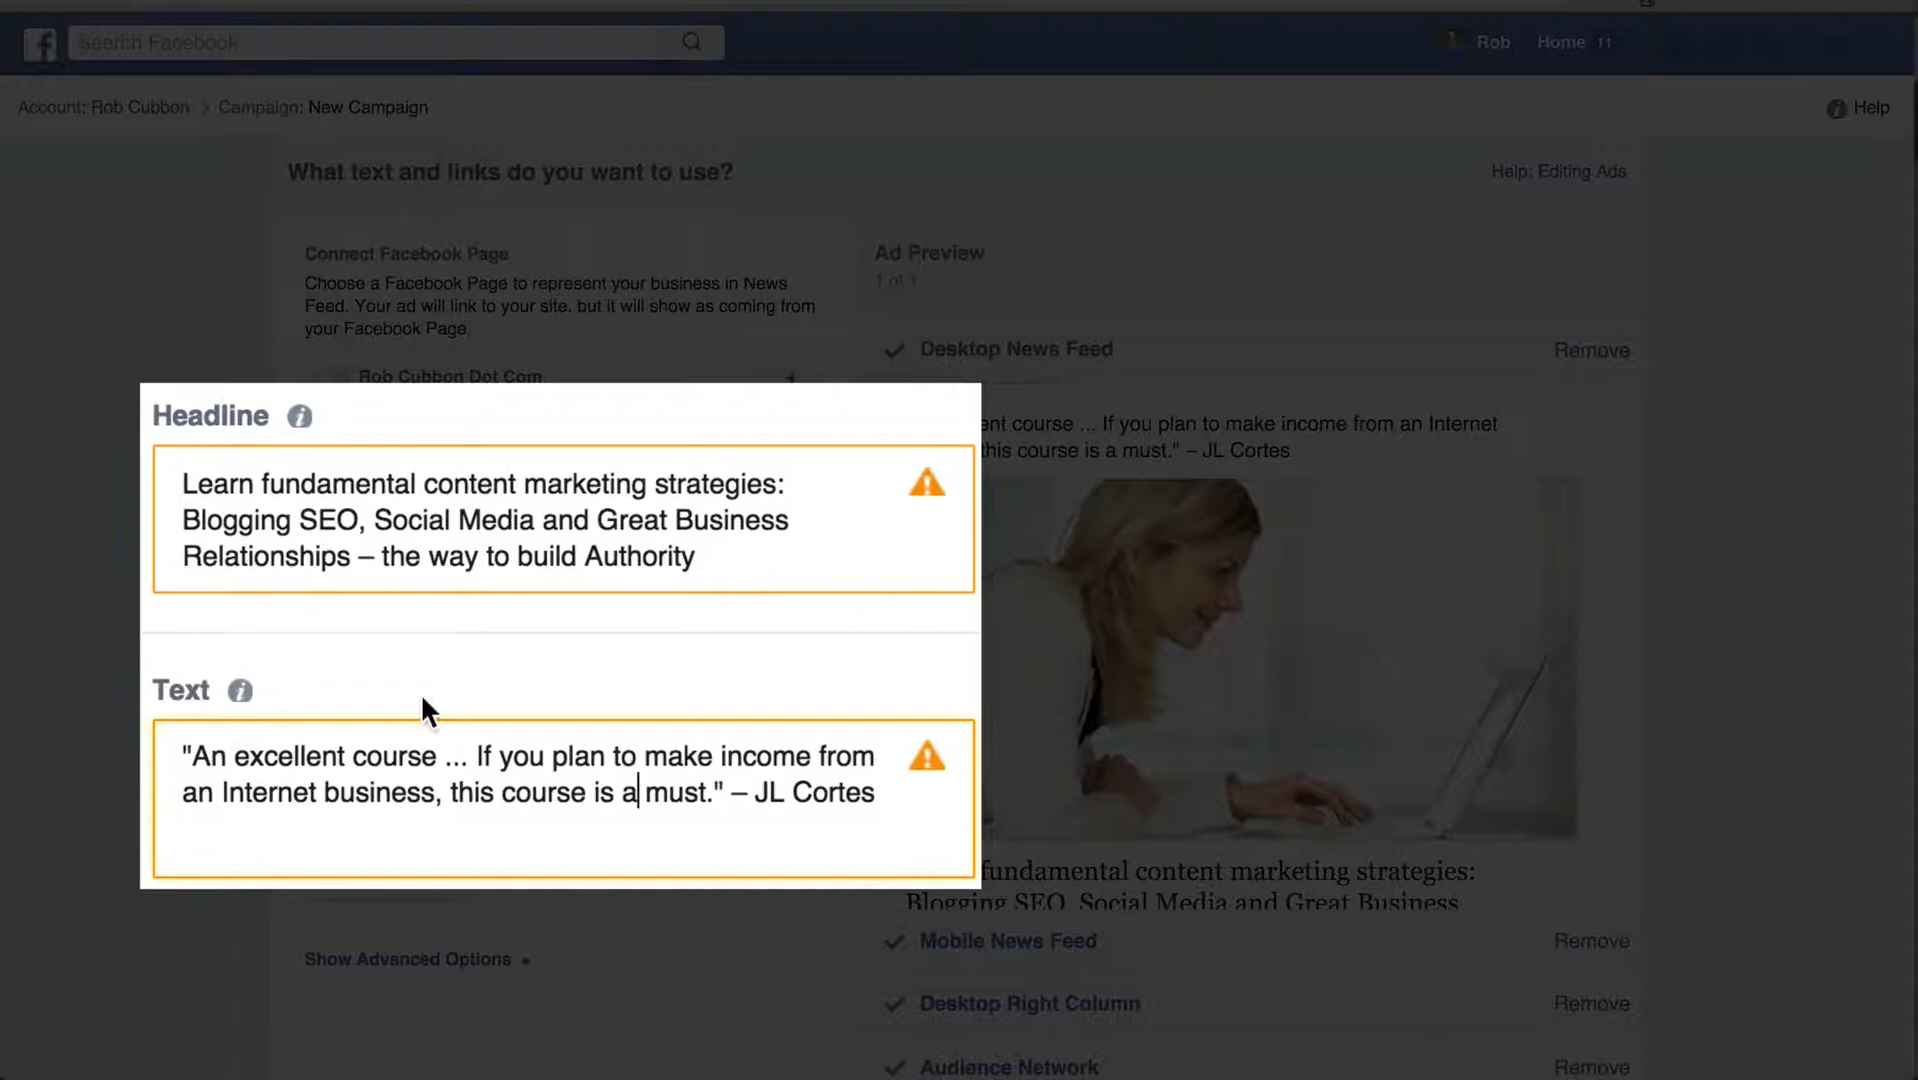 Search Facebook
Rob
Home 11
Account: Rob Cubbon > Campaign: New Campaign
Help
What text and links do you want to use?
Help: Editing Ads
Connect Facebook Page
Choose a Facebook Page to represent your business in News
Feed. Your ad will link to your site, but it will show as coming from
your Facebook Page.
Rob Cubbon Dot Com
+
Headline
Learn fundamental content marketing strategies:
Blogging SEO, Social Media and Great Business
Relationships – the way to build Authority
Text
"An excellent course ... If you plan to make income from
an Internet business, this course is a must." – JL Cortes
Show Advanced Options
Ad Preview
1 of 1
Desktop News Feed
Remove
ent course ... If you plan to make income from an Internet
this course is a must." – JL Cortes
fundamental content marketing strategies:
Blogging SEO, Social Media and Great Business
Mobile News Feed
Remove
Desktop Right Column
Remove
Audience Network
Remove